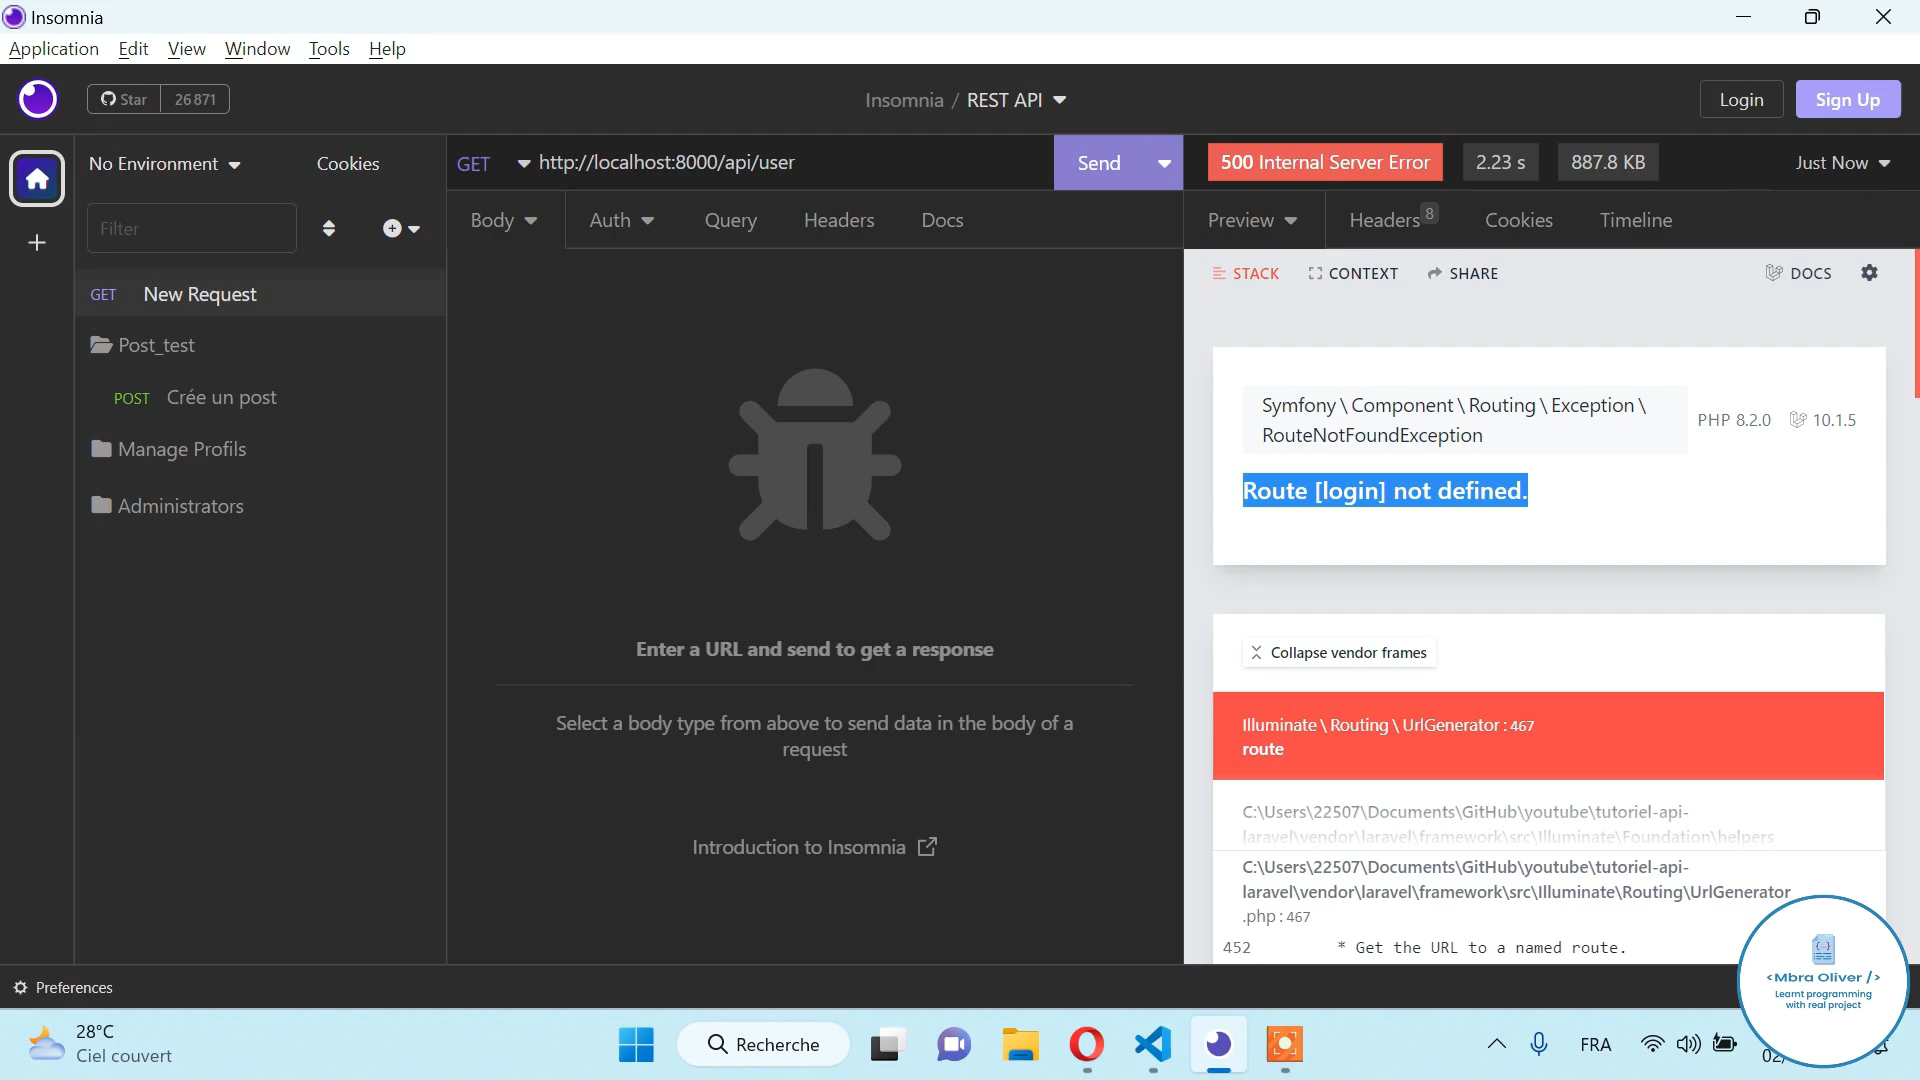 Insomnia
Application Edit View Window Tools Help
Star 26 871
Insomnia / REST API
Login Sign Up
No Environment Cookies
GET http://localhost:8000/api/user Send
500 Internal Server Error 2.23 s 887.8 KB Just Now
Filter
Body Auth Query Headers Docs
Preview Headers 8 Cookies Timeline
STACK CONTEXT SHARE DOCS
GET New Request
Post_test
POST Crée un post
Manage Profils
Administrators
Enter a URL and send to get a response
Select a body type from above to send data in the body of a
request
Introduction to Insomnia
Symfony\Component\Routing\Exception\
RouteNotFoundException
PHP 8.2.0 10.1.5
Route [login] not defined.
Collapse vendor frames
Illuminate\Routing\UrlGenerator:467
route
C:\Users\22507\Documents\GitHub\youtube\tutoriel-api-
laravel\vendor\laravel\framework\src\Illuminate\Foundation\helpers
C:\Users\22507\Documents\GitHub\youtube\tutoriel-api-
laravel\vendor\laravel\framework\src\Illuminate\Routing\UrlGenerator
.php:467
452 * Get the URL to a named route.
Preferences
<Mbra Oliver />
Learnt programming
with real project
28°C
Ciel couvert
Recherche
FRA